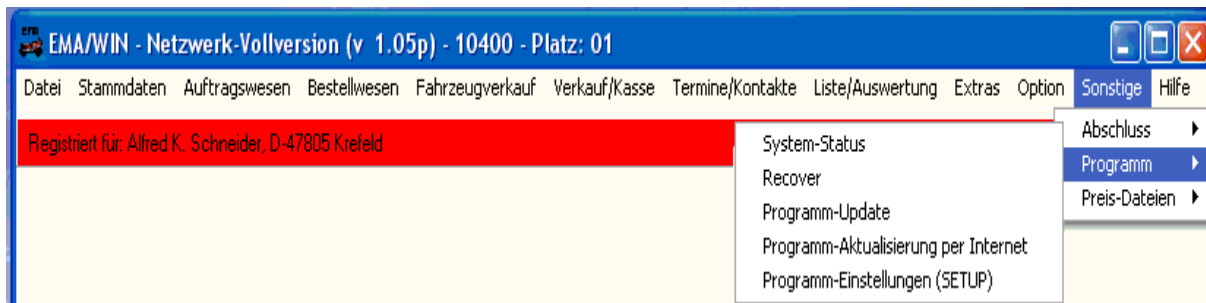 EMA/WIN - Netzwerk-Vollversion (v 1.05p) - 10400 - Platz: 01
Datei Stammdaten Auftragswesen Bestellwesen Fahrzeugverkauf Verkauf/Kasse Termine/Kontakte Liste/Auswertung Extras Option Sonstige Hilfe
Registriert für: Alfred K. Schneider, D-47805 Krefeld
Abschluss
Programm
Preis-Dateien
System-Status
Recover
Programm-Update
Programm-Aktualisierung per Internet
Programm-Einstellungen (SETUP)